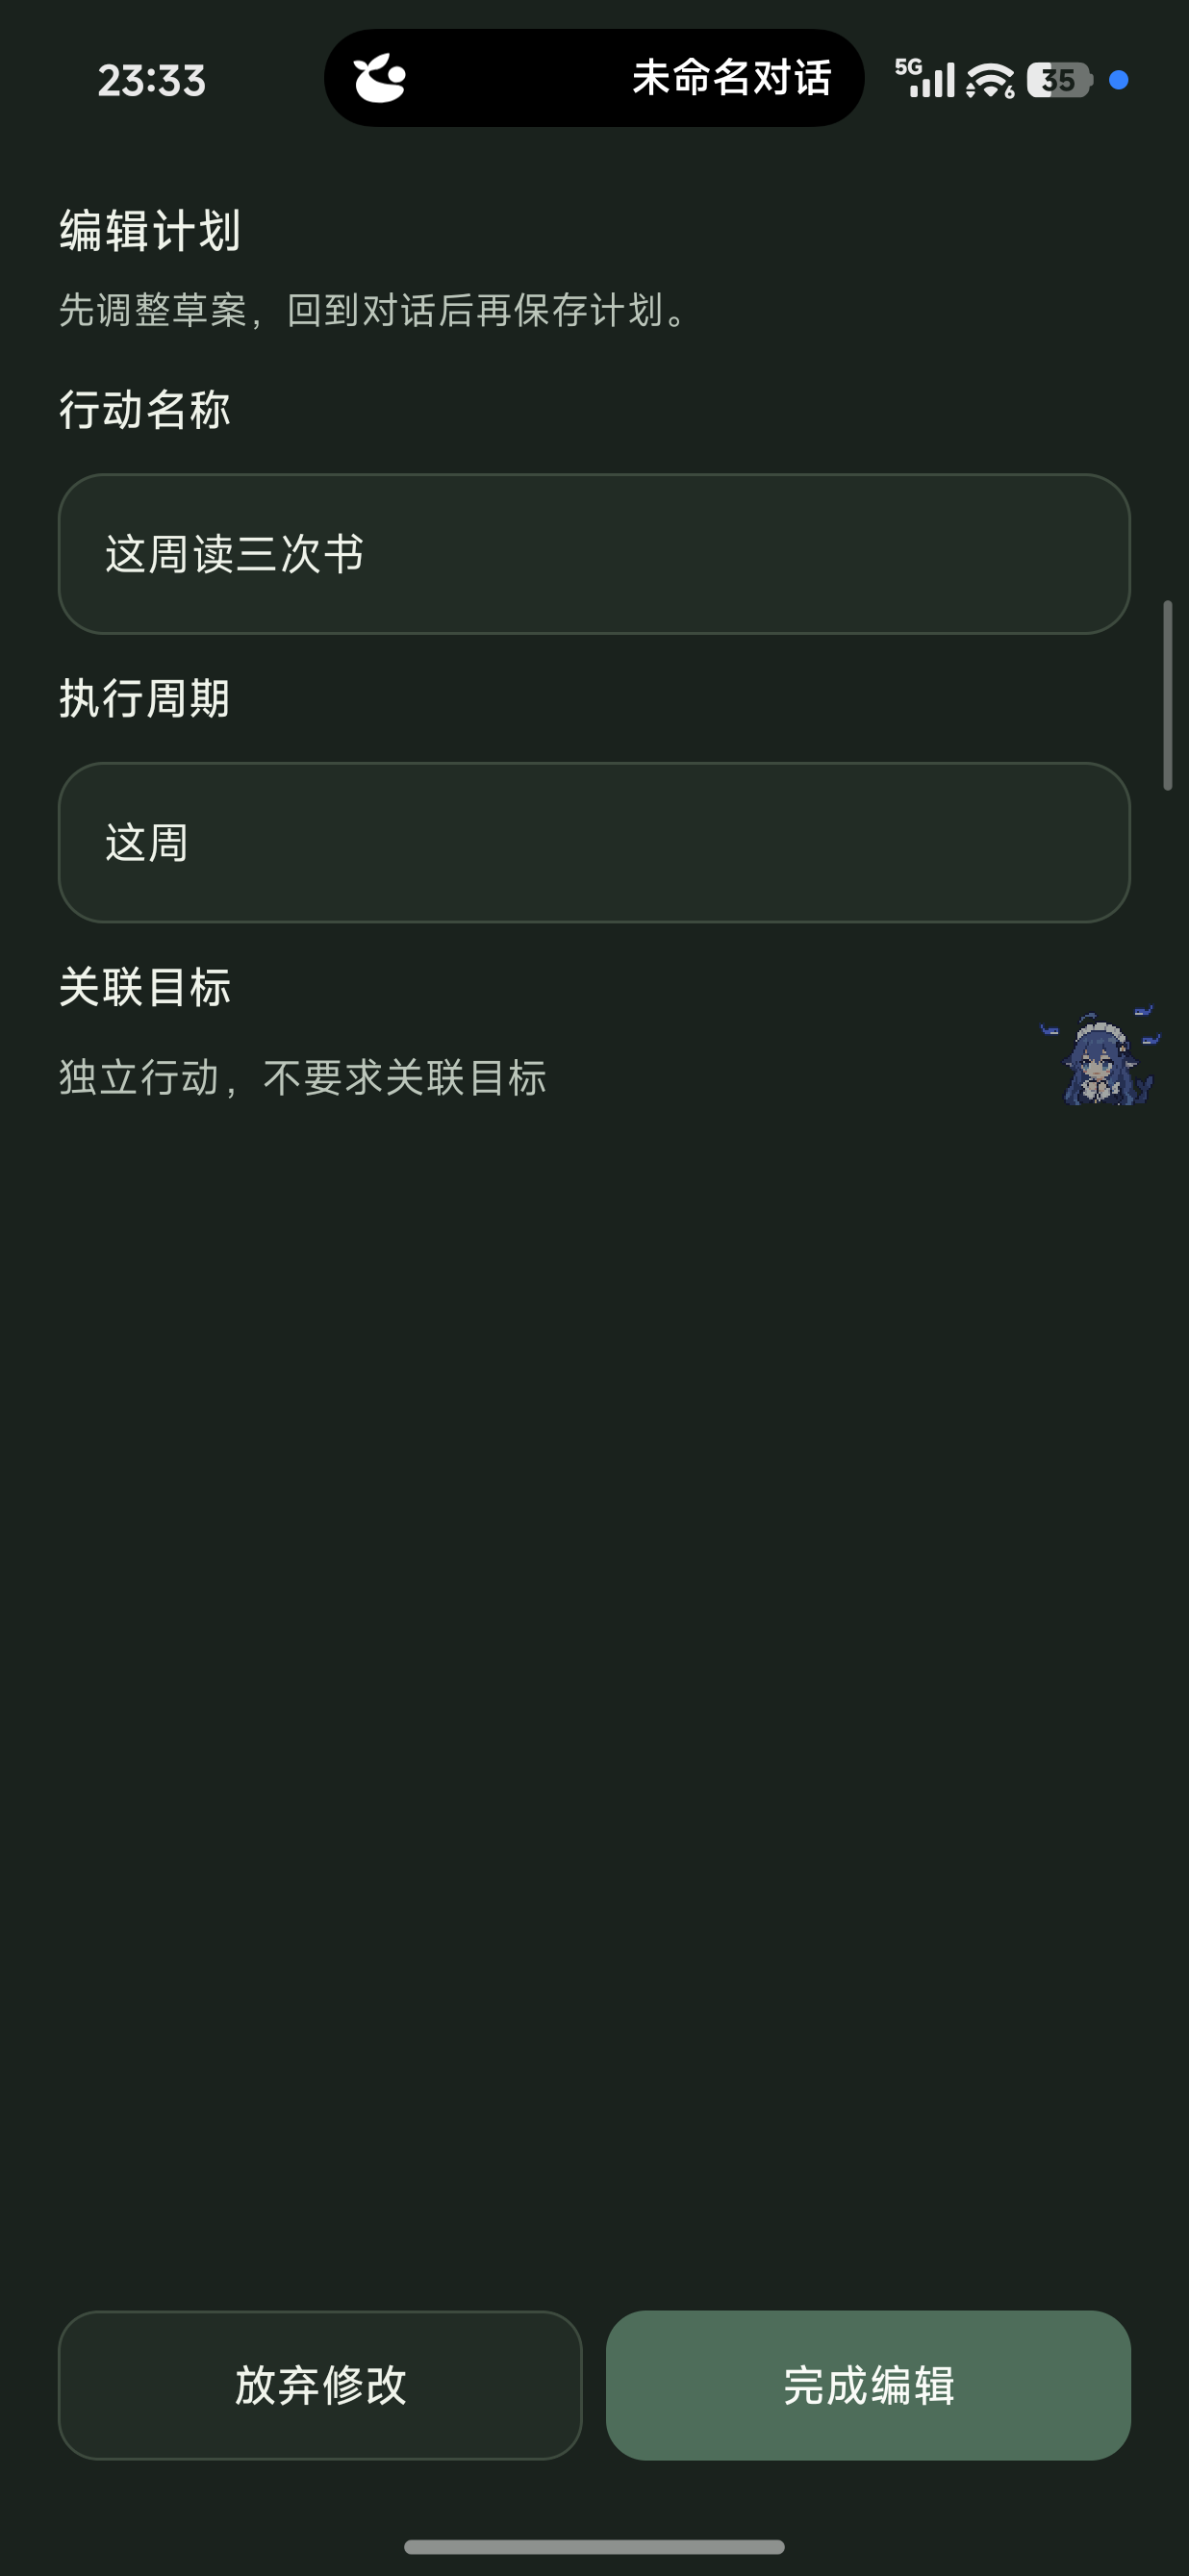 23:33
未命名对话
5G
6
35
编辑计划
先调整草案，回到对话后再保存计划。
行动名称
这周读三次书
执行周期
这周
关联目标
独立行动，不要求关联目标
放弃修改
完成编辑